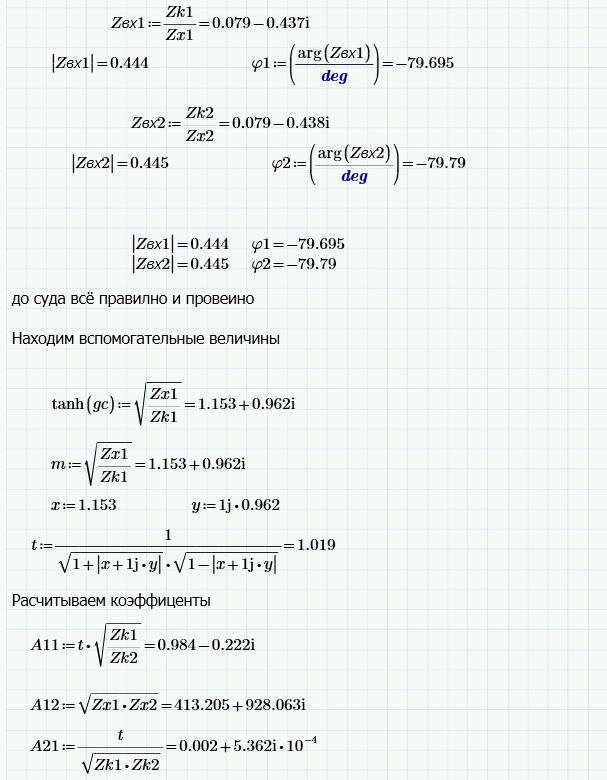 Zвх1:=Zk1/Zx1=0.079−0.437i
|Zвх1|=0.444 φ1:=(arg(Zвх1)/deg)=−79.695
Zвх2:=Zk2/Zx2=0.079−0.438i
|Zвх2|=0.445 φ2:=(arg(Zвх2)/deg)=−79.79
|Zвх1|=0.444 φ1=−79.695
|Zвх2|=0.445 φ2=−79.79
до суда всё правилно и провеино
Находим вспомогательные величины
tanh(gc):=√(Zx1/Zk1)=1.153+0.962i
m:=√(Zx1/Zk1)=1.153+0.962i
x:=1.153 y:=1j·0.962
t:=1/(√(1+|x+1j·y|)·√(1−|x+1j·y|))=1.019
Расчитываем коэффиценты
A11:=t·√(Zk1/Zk2)=0.984−0.222i
A12:=√(Zx1·Zx2)=413.205+928.063i
A21:=t/√(Zk1·Zk2)=0.002+5.362i·10⁻⁴